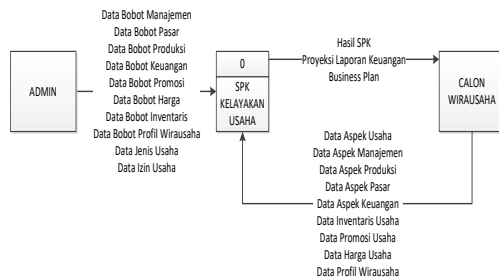 Data Bobot Manajemen
Data Bobot Pasar
Data Bobot Produksi
Data Bobot Keuangan
Data Bobot Promosi
Data Bobot Harga
Data Bobot Inventaris
Data Bobot Profil Wirausaha
Data Jenis Usaha
Data Izin Usaha
ADMIN
0
SPK
KELAYAKAN
USAHA
Hasil SPK
Proyeksi Laporan Keuangan
Business Plan
CALON
WIRAUSAHA
Data Aspek Usaha
Data Aspek Manajemen
Data Aspek Produksi
Data Aspek Pasar
Data Aspek Keuangan
Data Inventaris Usaha
Data Promosi Usaha
Data Harga Usaha
Data Profil Wirausaha